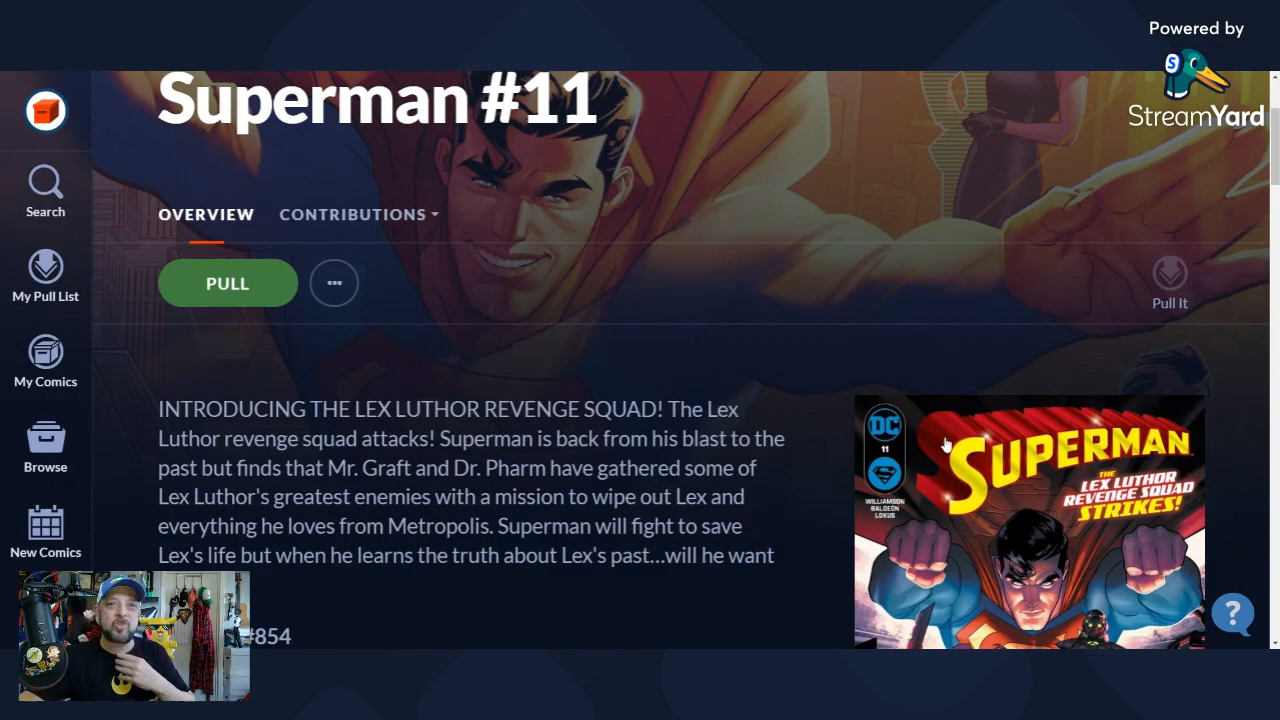 Powered by
StreamYard
Superman #11
Search
My Pull List
My Comics
Browse
New Comics
OVERVIEW
CONTRIBUTIONS
PULL
Pull It
INTRODUCING THE LEX LUTHOR REVENGE SQUAD! The Lex
Luthor revenge squad attacks! Superman is back from his blast to the
past but finds that Mr. Graft and Dr. Pharm have gathered some of
Lex Luthor's greatest enemies with a mission to wipe out Lex and
everything he loves from Metropolis. Superman will fight to save
Lex's life but when he learns the truth about Lex's past...will he want
#854
DC
11
S
WILLIAMSON
BALDEÓN
LOKUS
SUPERMAN
THE
LEX LUTHOR
REVENGE SQUAD
STRIKES!
?